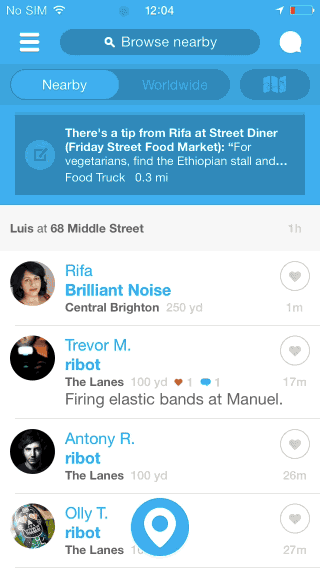 No SIM 12:04
Browse nearby
Nearby Worldwide
There's a tip from Rifa at Street Diner
(Friday Street Food Market): “For
vegetarians, find the Ethiopian stall and…
Food Truck 0.3 mi
Luis at 68 Middle Street 1h
Rifa
Brilliant Noise
Central Brighton 250 yd 1m
Trevor M.
ribot
The Lanes 100 yd 1 1 17m
Firing elastic bands at Manuel.
Antony R.
ribot
The Lanes 100 yd 26m
Olly T.
ribot
The Lanes 27m